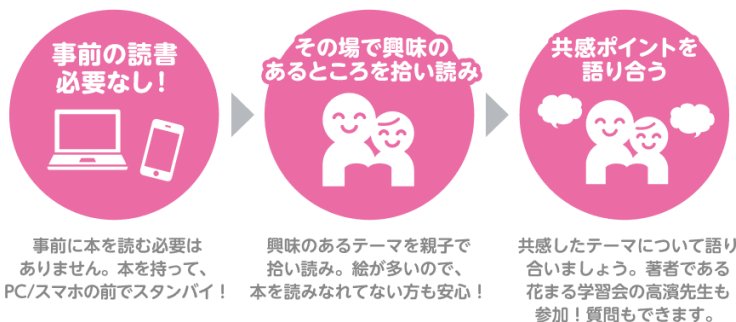 事前の読書
必要なし！
事前に本を読む必要は
ありません。本を持って、
PC/スマホの前でスタンバイ！
その場で興味の
あるところを拾い読み
興味のあるテーマを親子で
拾い読み。絵が多いので、
本を読みなれてない方も安心！
共感ポイントを
語り合う
共感したテーマについて語り
合いましょう。著者である
花まる学習会の高濱先生も
参加！質問もできます。